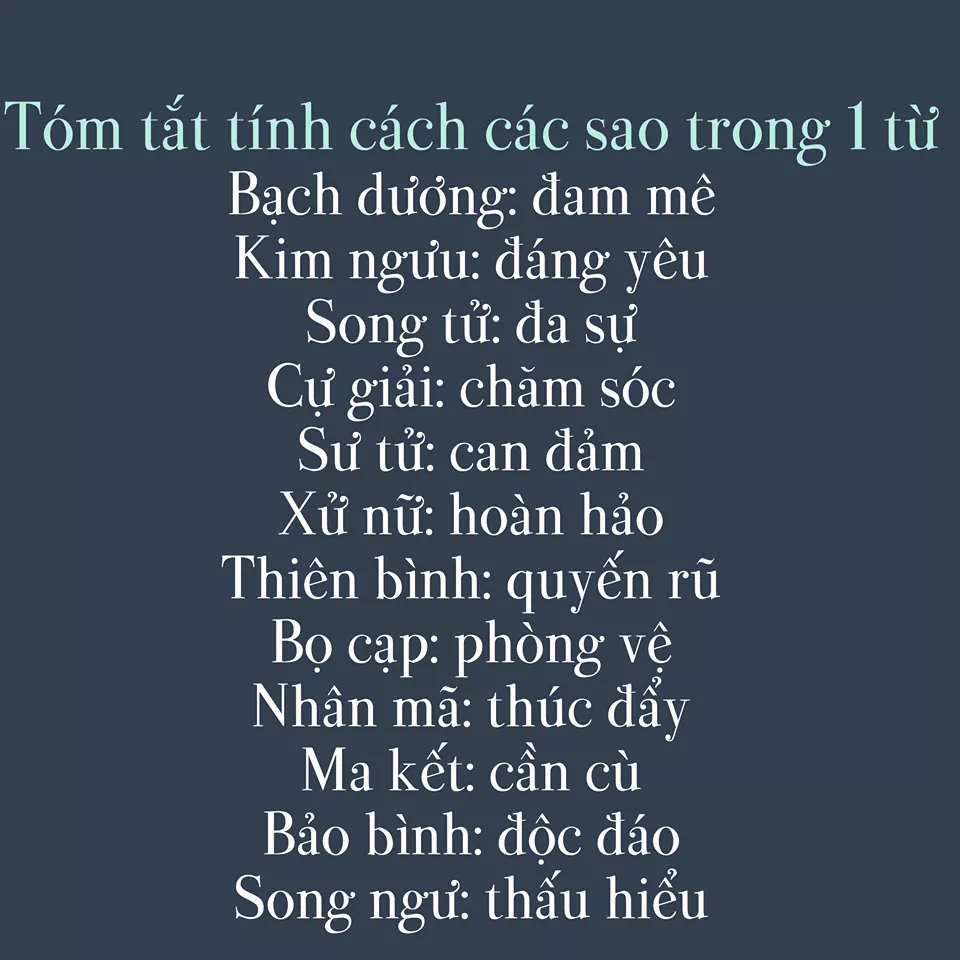 Tóm tắt tính cách các sao trong 1 từ
Bạch dương: đam mê
Kim ngưu: đáng yêu
Song tử: đa sự
Cự giải: chăm sóc
Sư tử: can đảm
Xử nữ: hoàn hảo
Thiên bình: quyến rũ
Bọ cạp: phòng vệ
Nhân mã: thúc đẩy
Ma kết: cần cù
Bảo bình: độc đáo
Song ngư: thấu hiểu